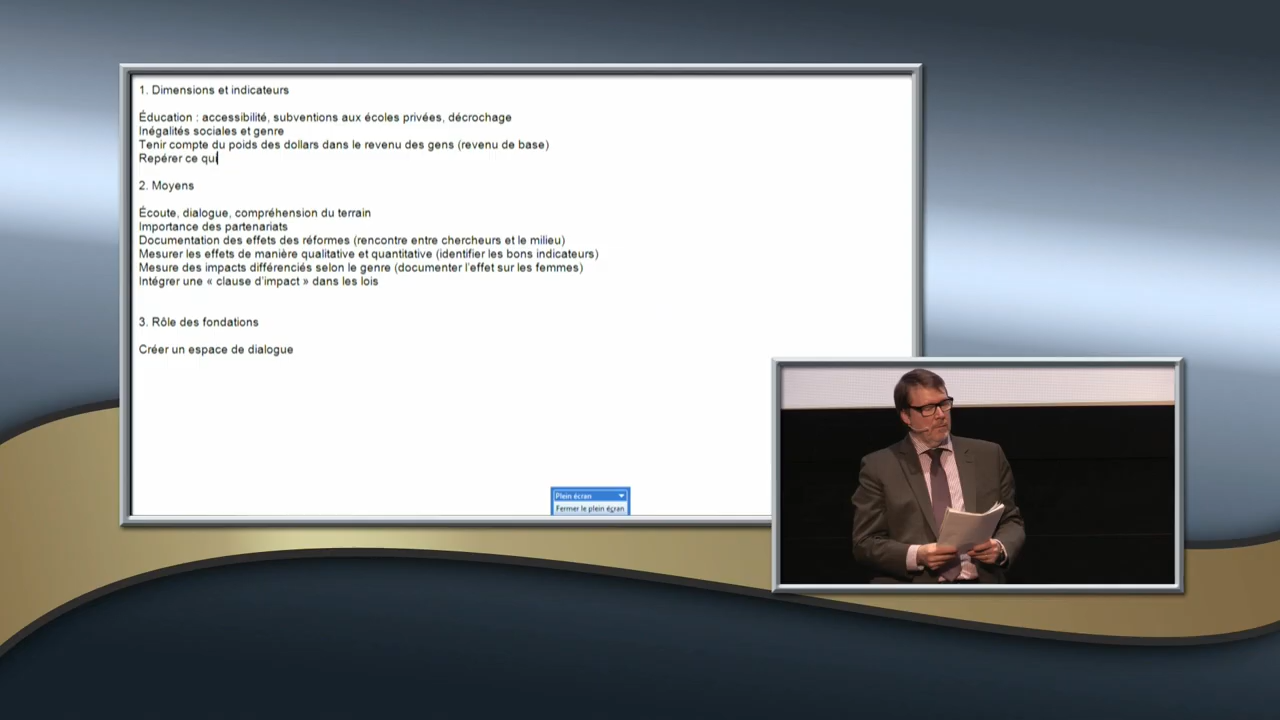 1. Dimensions et indicateurs
Éducation : accessibilité, subventions aux écoles privées, décrochage
Inégalités sociales et genre
Tenir compte du poids des dollars dans le revenu des gens (revenu de base)
Repérer ce qui
2. Moyens
Écoute, dialogue, compréhension du terrain
Importance des partenariats
Documentation des effets des réformes (rencontre entre chercheurs et le milieu)
Mesurer les effets de manière qualitative et quantitative (identifier les bons indicateurs)
Mesure des impacts différenciés selon le genre (documenter l'effet sur les femmes)
Intégrer une « clause d'impact » dans les lois
3. Rôle des fondations
Créer un espace de dialogue
Plein écran
Fermer le plein écran